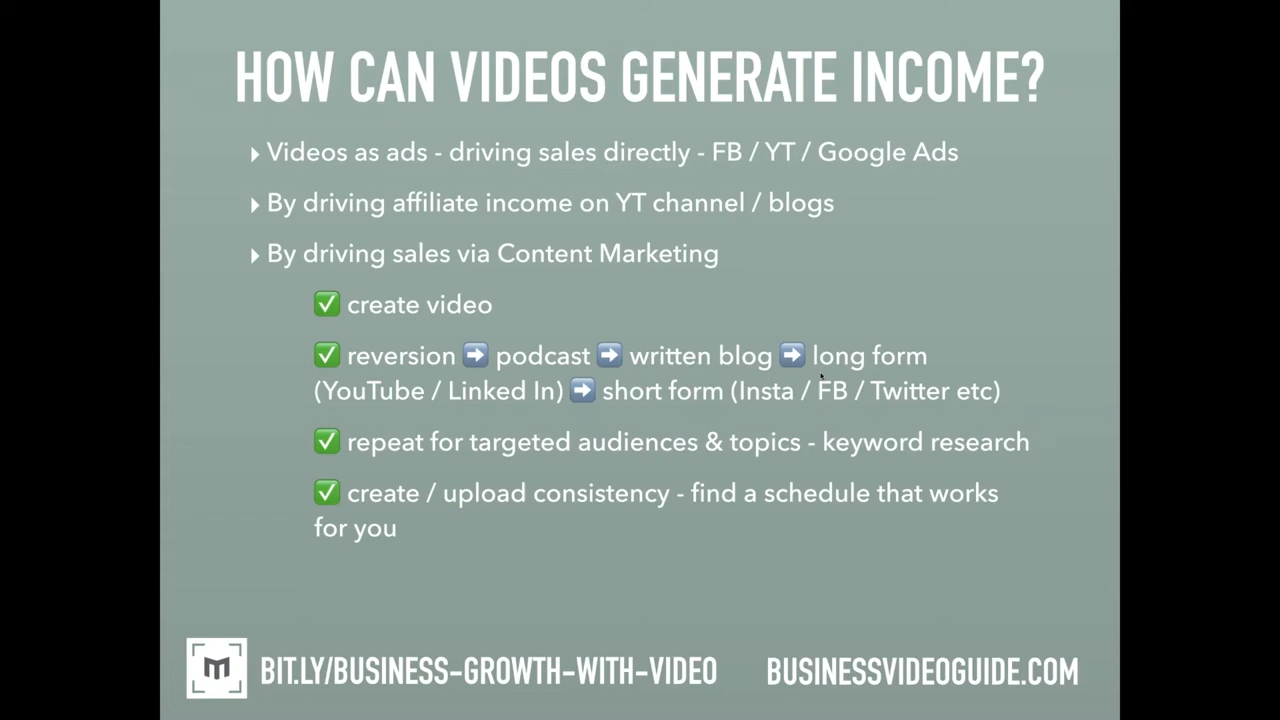 HOW CAN VIDEOS GENERATE INCOME?
▸ Videos as ads - driving sales directly - FB / YT / Google Ads
▸ By driving affiliate income on YT channel / blogs
▸ By driving sales via Content Marketing
✅ create video
✅ reversion ➡️ podcast ➡️ written blog ➡️ long form
(YouTube / Linked In) ➡️ short form (Insta / FB / Twitter etc)
✅ repeat for targeted audiences & topics - keyword research
✅ create / upload consistency - find a schedule that works
for you
M
BIT.LY/BUSINESS-GROWTH-WITH-VIDEO
BUSINESSVIDEOGUIDE.COM